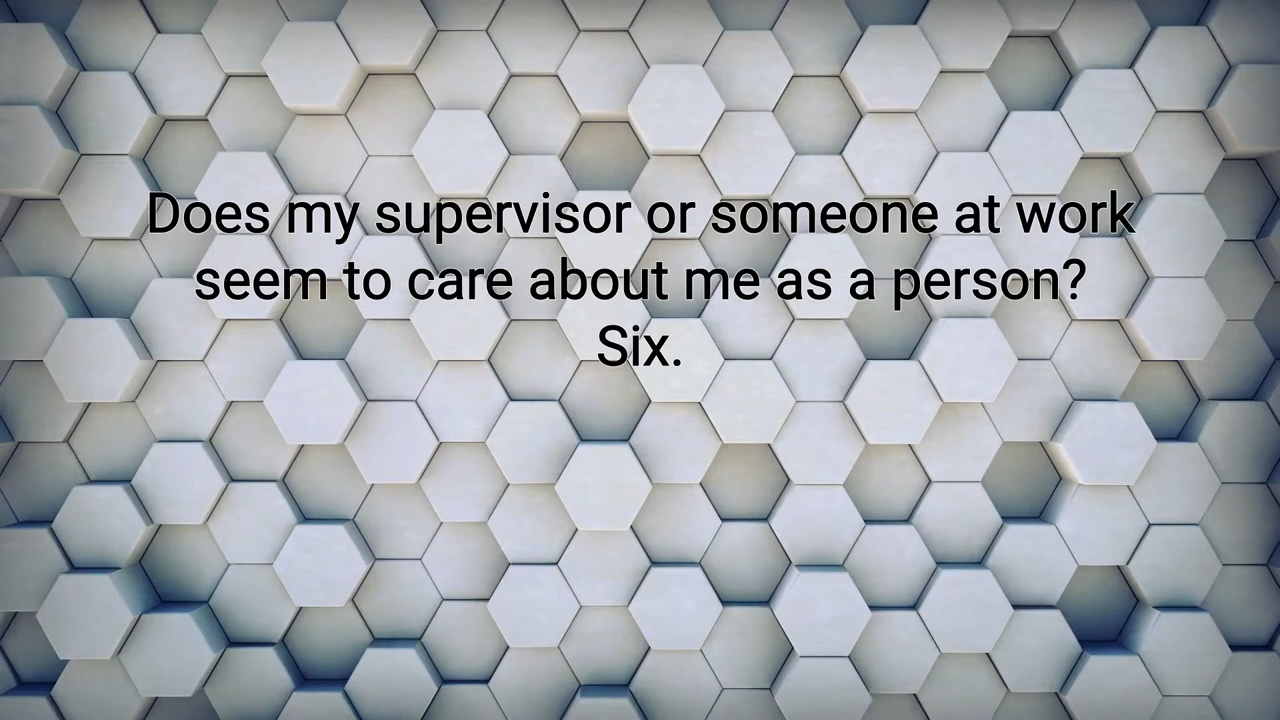 Does my supervisor or someone at work
seem to care about me as a person?
Six.